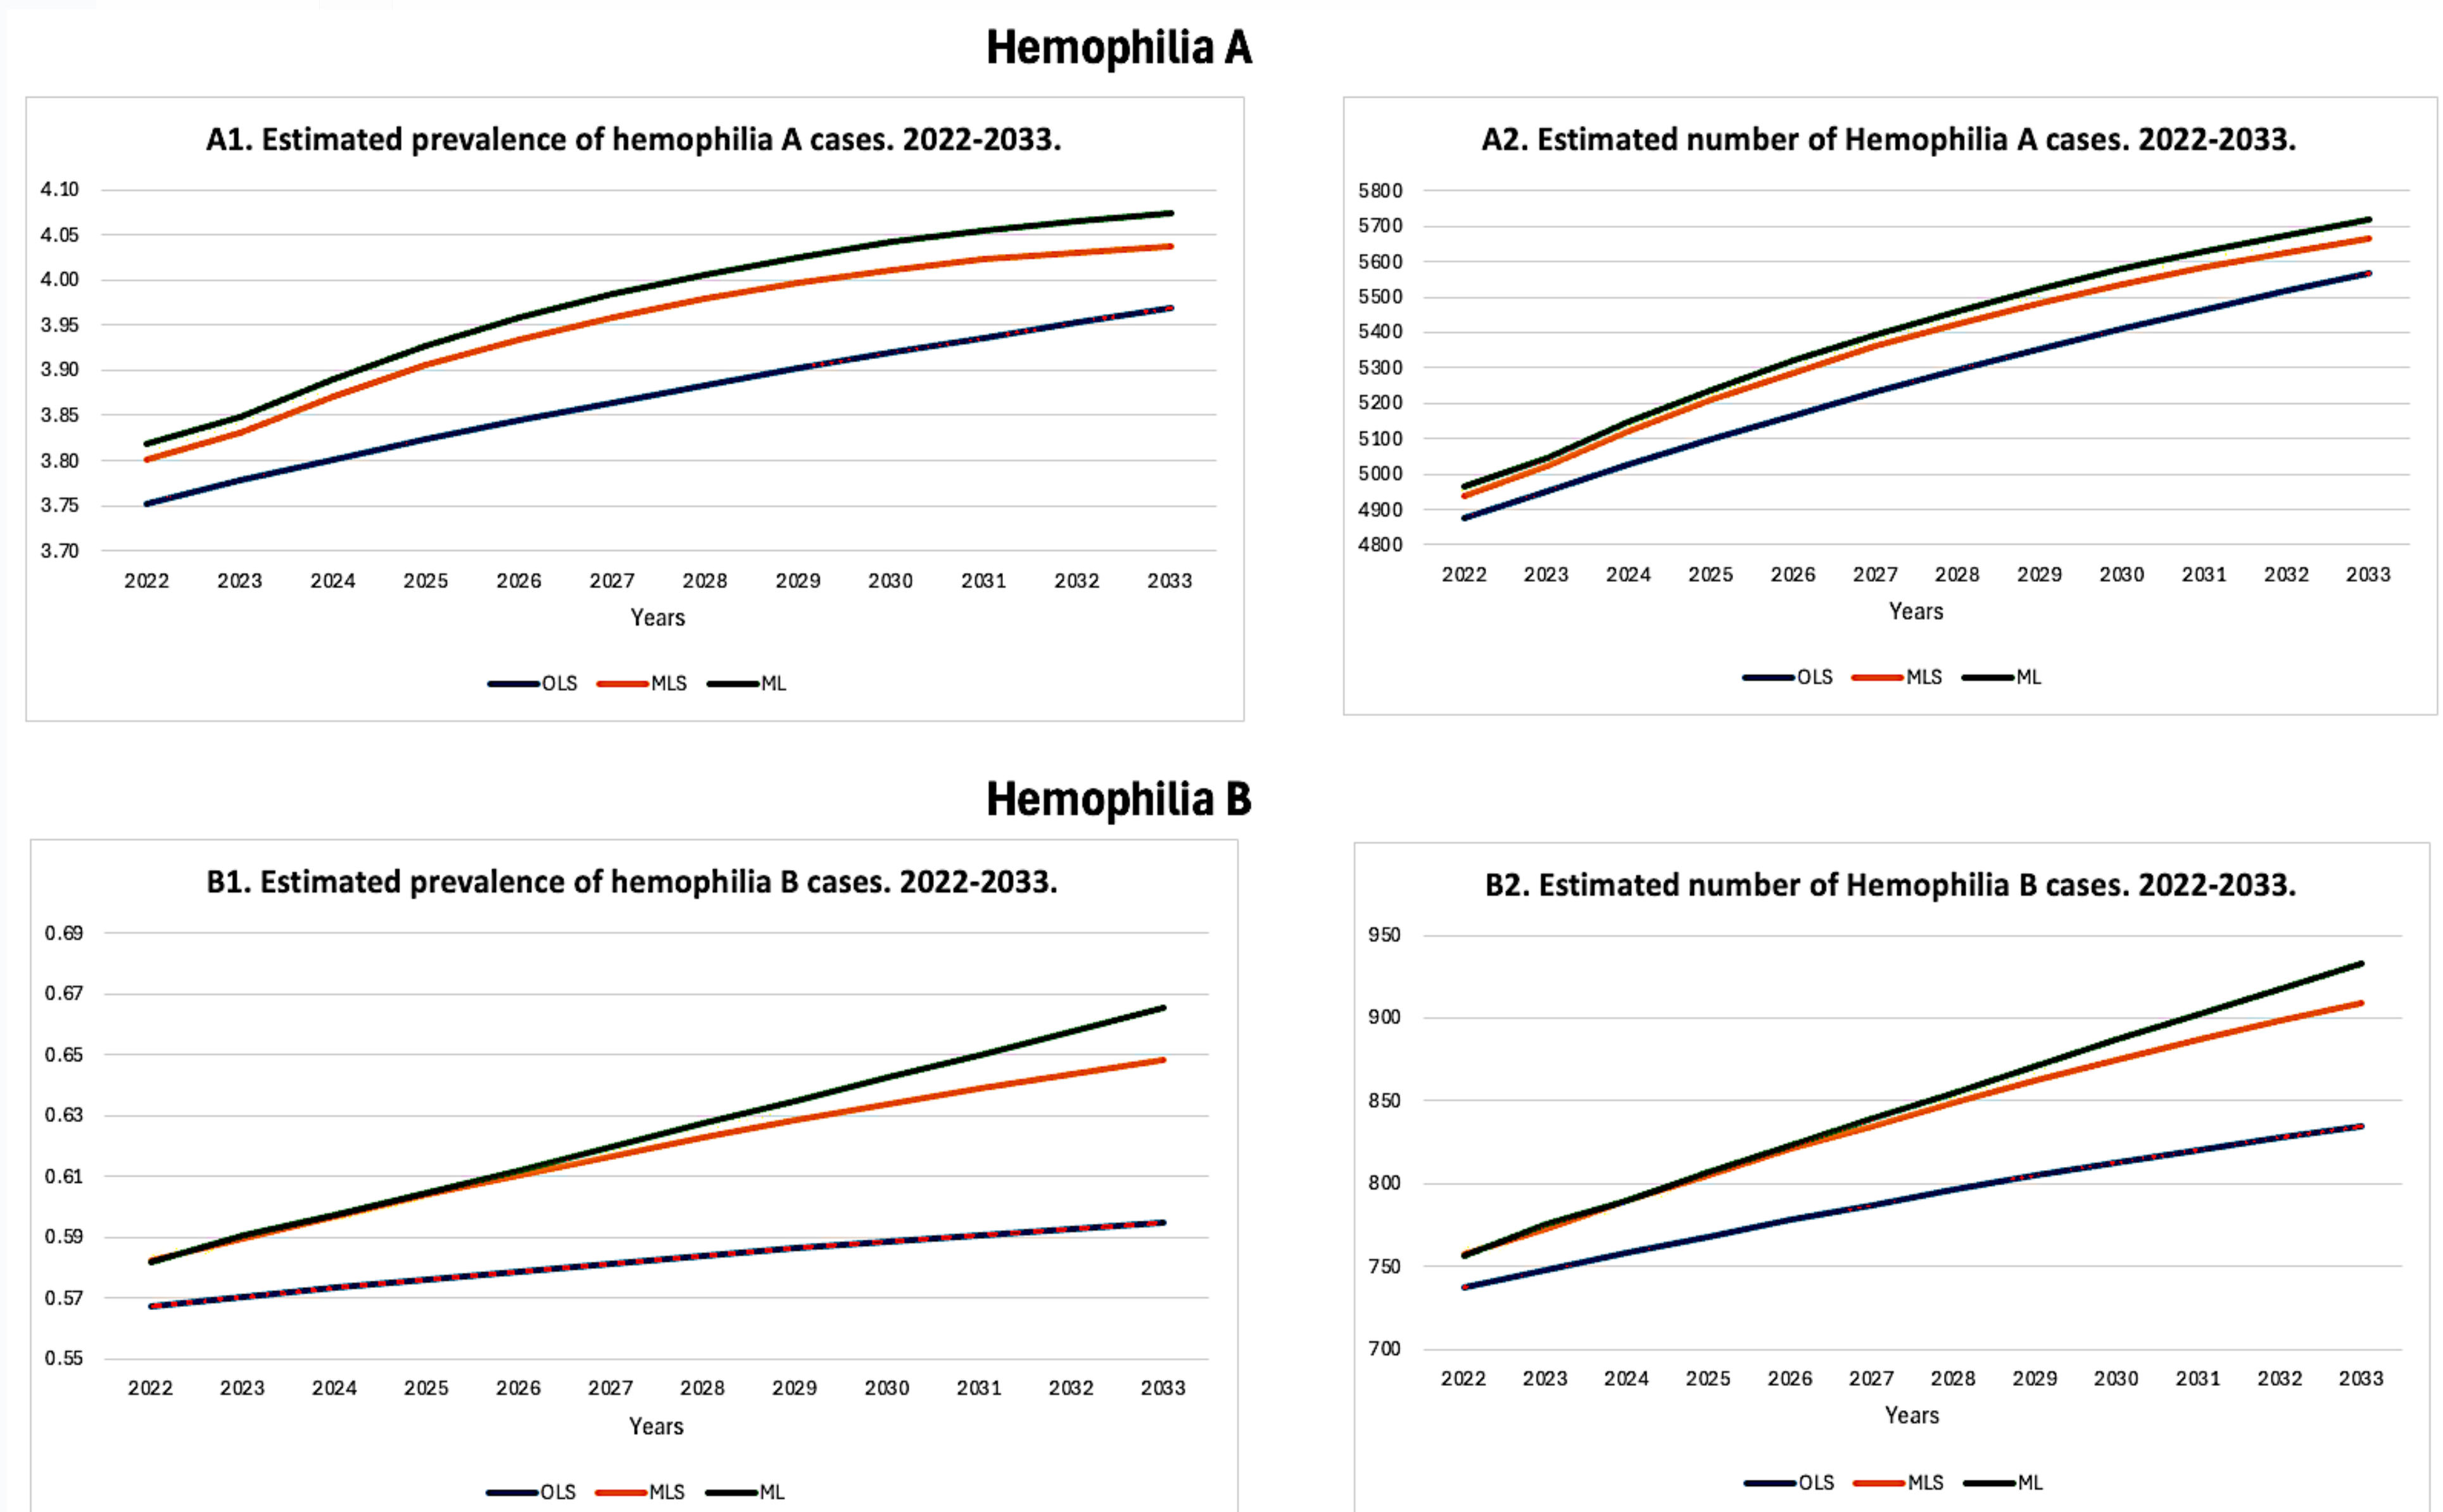 Hemophilia A
A1. Estimated prevalence of hemophilia A cases. 2022-2033.
4.10
4.05
4.00
3.95
3.90
3.85
3.80
3.75
3.70
2022 2023 2024 2025 2026 2027 2028 2029 2030 2031 2032 2033
Years
OLS MLS ML
A2. Estimated number of Hemophilia A cases. 2022-2033.
5800
5700
5600
5500
5400
5300
5200
5100
5000
4900
4800
2022 2023 2024 2025 2026 2027 2028 2029 2030 2031 2032 2033
Years
OLS MLS ML
Hemophilia B
B1. Estimated prevalence of hemophilia B cases. 2022-2033.
0.69
0.67
0.65
0.63
0.61
0.59
0.57
0.55
2022 2023 2024 2025 2026 2027 2028 2029 2030 2031 2032 2033
Years
OLS MLS ML
B2. Estimated number of Hemophilia B cases. 2022-2033.
950
900
850
800
750
700
2022 2023 2024 2025 2026 2027 2028 2029 2030 2031 2032 2033
Years
OLS MLS ML